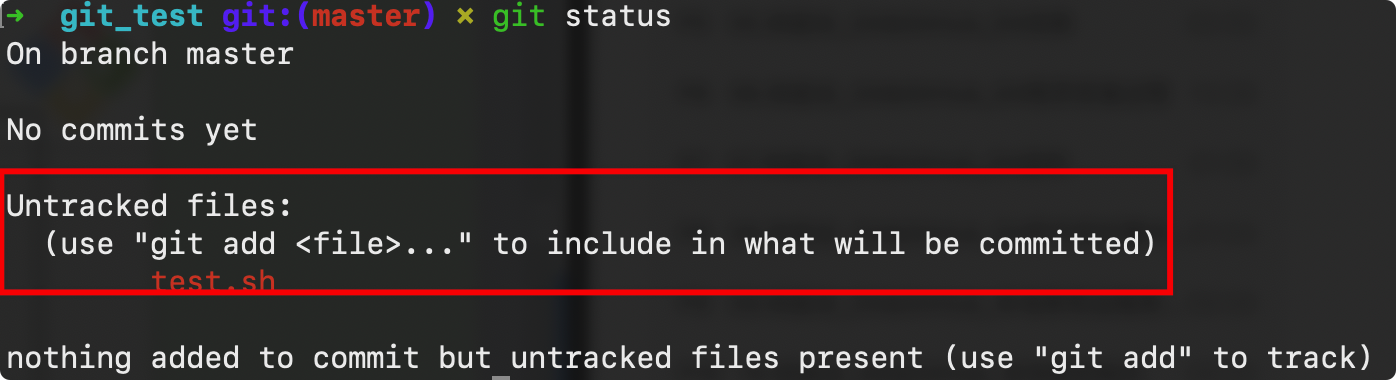 ➜ git_test git:(master) ✗ git status
On branch master
No commits yet
Untracked files:
(use "git add <file>..." to include in what will be committed)
test.sh
nothing added to commit but untracked files present (use "git add" to track)